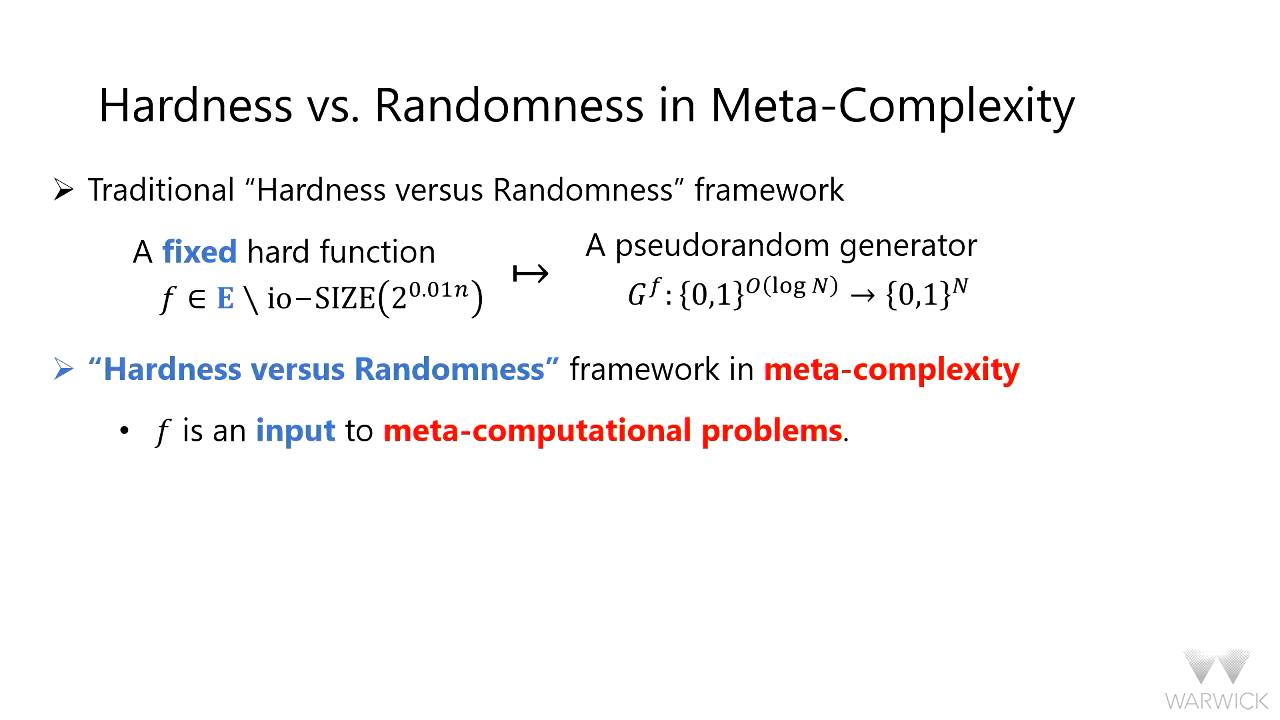 Hardness vs. Randomness in Meta-Complexity
➢ Traditional “Hardness versus Randomness” framework
A fixed hard function
𝑓 ∈ E \ io−SIZE(2^{0.01𝑛})
↦
A pseudorandom generator
𝐺^𝑓: {0,1}^{𝑂(log 𝑁)} → {0,1}^𝑁
➢ “Hardness versus Randomness” framework in meta-complexity
• 𝑓 is an input to meta-computational problems.
WARWICK